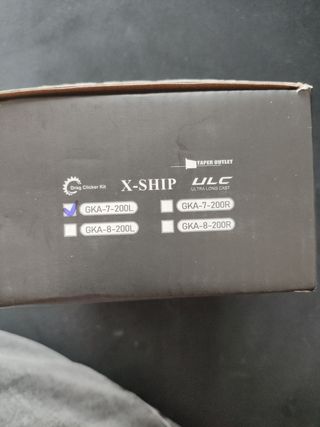 TAPER OUTLET
Drag Clicker Kit X-SHIP ULC
ULTRA LONG CAST
GKA-7-200L GKA-7-200R
GKA-8-200L GKA-8-200R